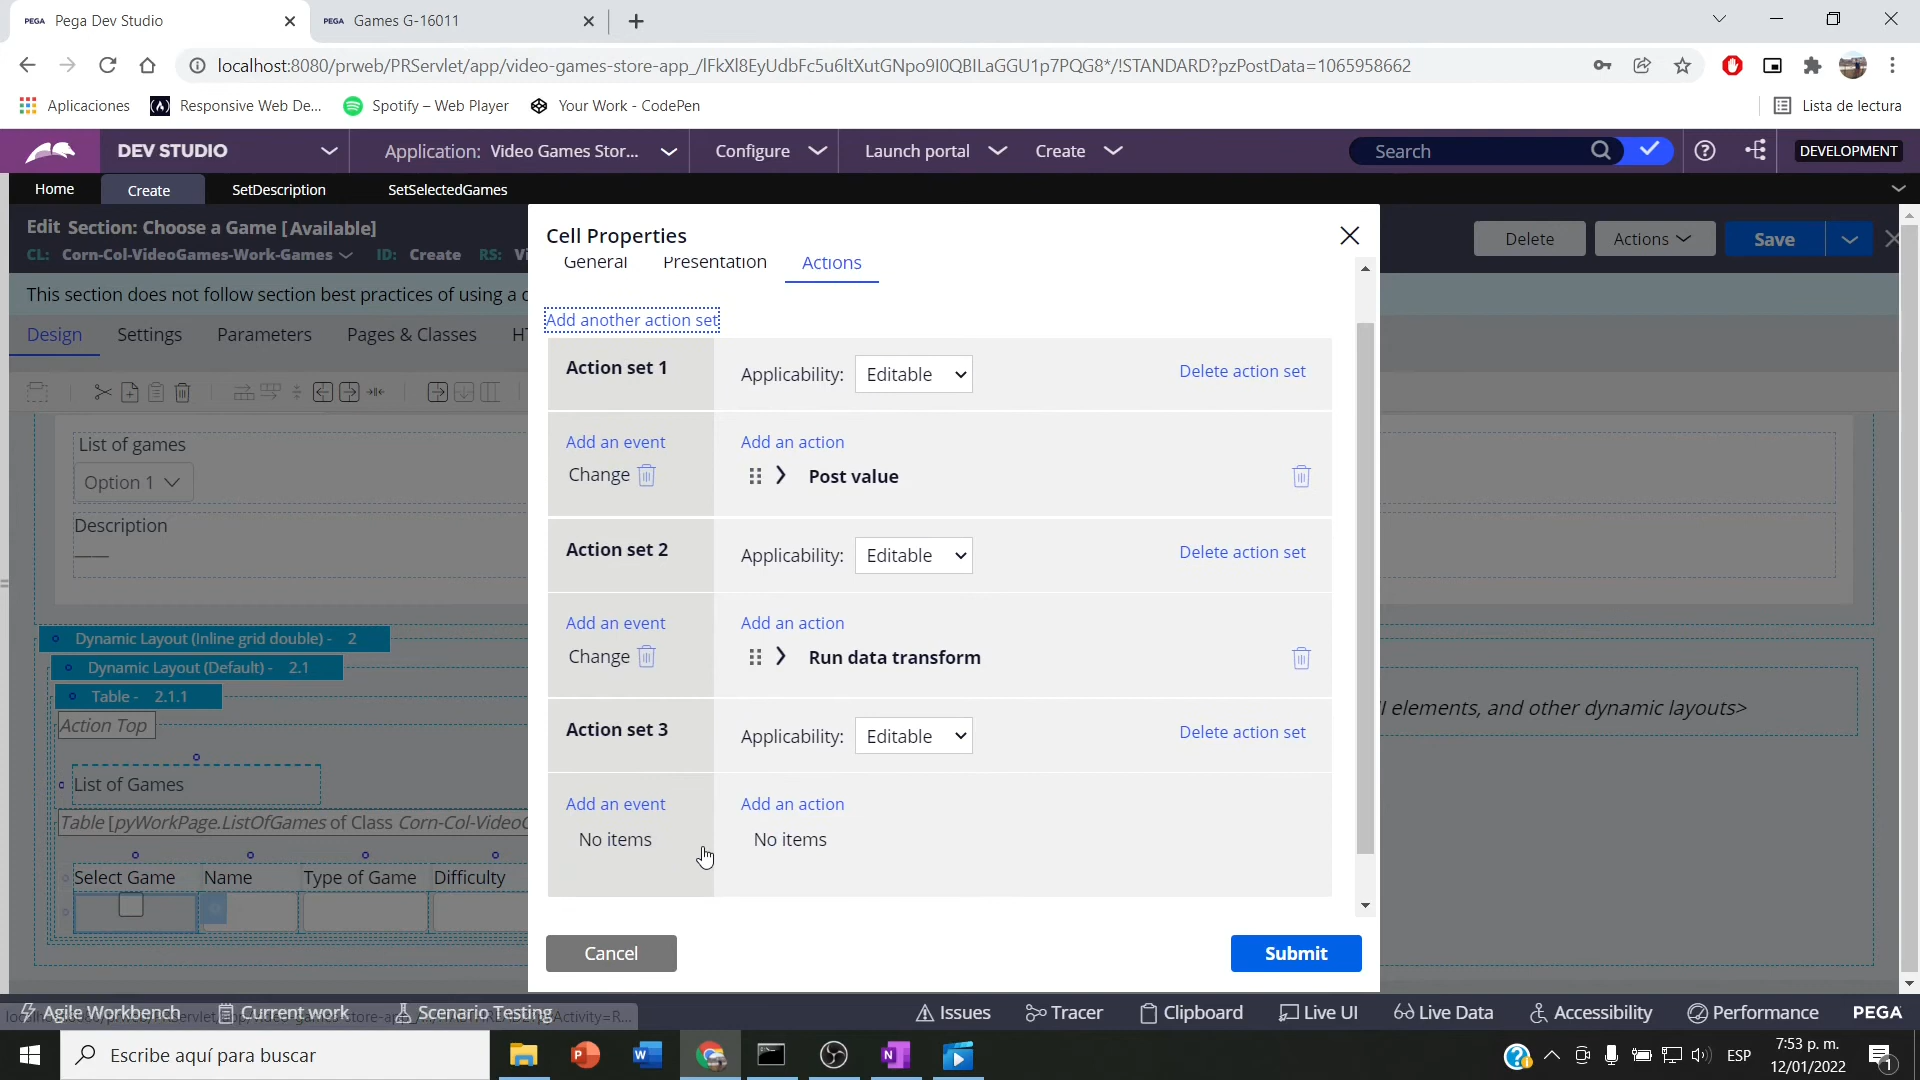 PEGA Pega Dev Studio
PEGA Games G-16011
localhost:8080/prweb/PRServlet/app/video-games-store-app_/lFkXl8EyUdbFc5u6ltXutGNpo9I0QBILaGGU1p7PQG8*/!STANDARD?pzPostData=1065958662
Aplicaciones
Responsive Web De...
Spotify – Web Player
Your Work - CodePen
Lista de lectura
DEV STUDIO
Application: Video Games Stor...
Configure
Launch portal
Create
Search
DEVELOPMENT
Home
Create
SetDescription
SetSelectedGames
Edit Section: Choose a Game [Available]
CL: Corn-Col-VideoGames-Work-Games ID: Create RS: Vi
Delete
Actions
Save
This section does not follow section best practices of using a d
Design
Settings
Parameters
Pages & Classes
HT
List of games
Option 1
Description
Dynamic Layout (Inline grid double) - 2
Dynamic Layout (Default) - 2.1
Table - 2.1.1
Action Top
List of Games
Table [pyWorkPage.ListOfGames of Class Corn-Col-VideoG
Select Game
Name
Type of Game
Difficulty
Cell Properties
General
Presentation
Actions
Add another action set
Action set 1
Applicability: Editable
Delete action set
Add an event
Add an action
Change
Post value
Action set 2
Applicability: Editable
Delete action set
Add an event
Add an action
Change
Run data transform
Action set 3
Applicability: Editable
Delete action set
Add an event
Add an action
No items
No items
Cancel
Submit
elements, and other dynamic layouts>
Agile Workbench
Current work
Scenario Testing
Issues
Tracer
Clipboard
Live UI
Live Data
Accessibility
Performance
PEGA
Escribe aquí para buscar
ESP
7:53 p. m.
12/01/2022
1